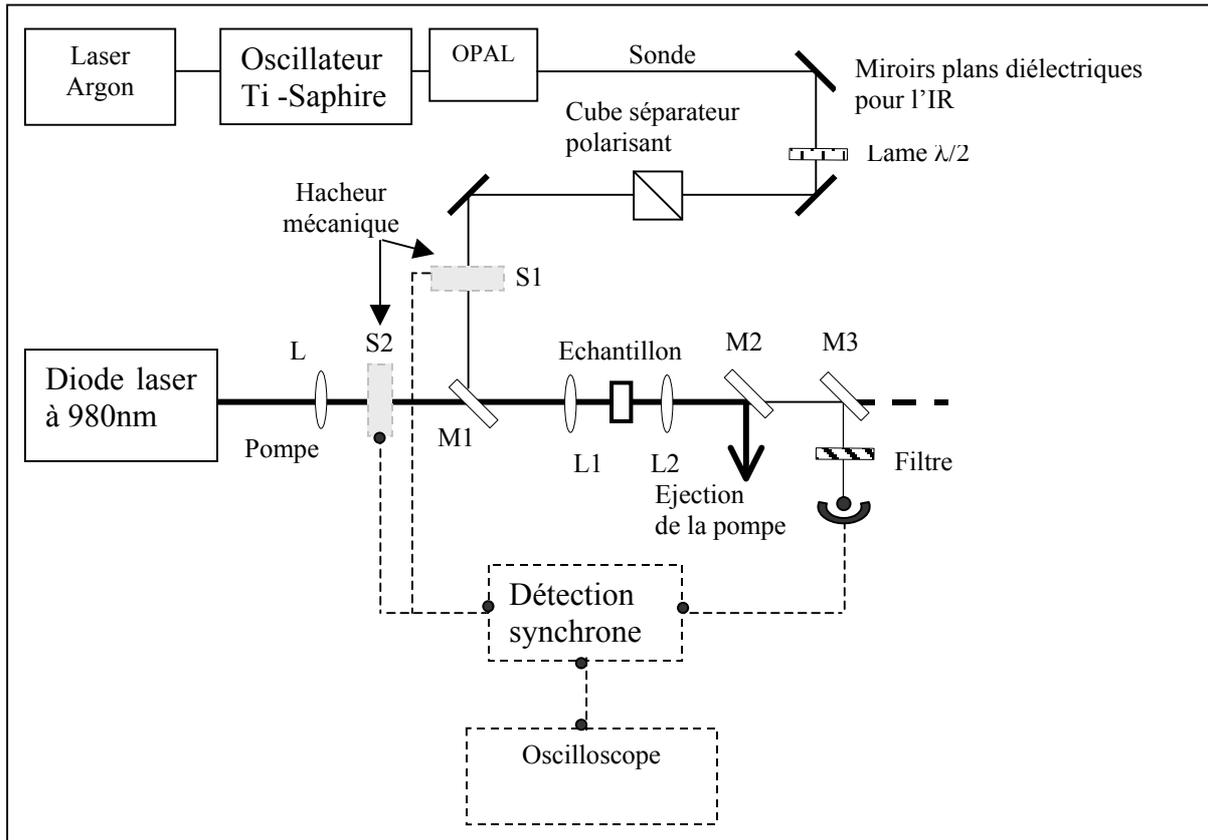 Laser
Argon
Oscillateur
Ti -Saphire
OPAL
Sonde
Miroirs plans diélectriques
pour l'IR
Cube séparateur
polarisant
Lame λ/2
Hacheur
mécanique
S1
S2
L
Diode laser
à 980nm
Pompe
M1
Echantillon
L1
L2
M2
M3
Ejection
de la pompe
Filtre
Détection
synchrone
Oscilloscope